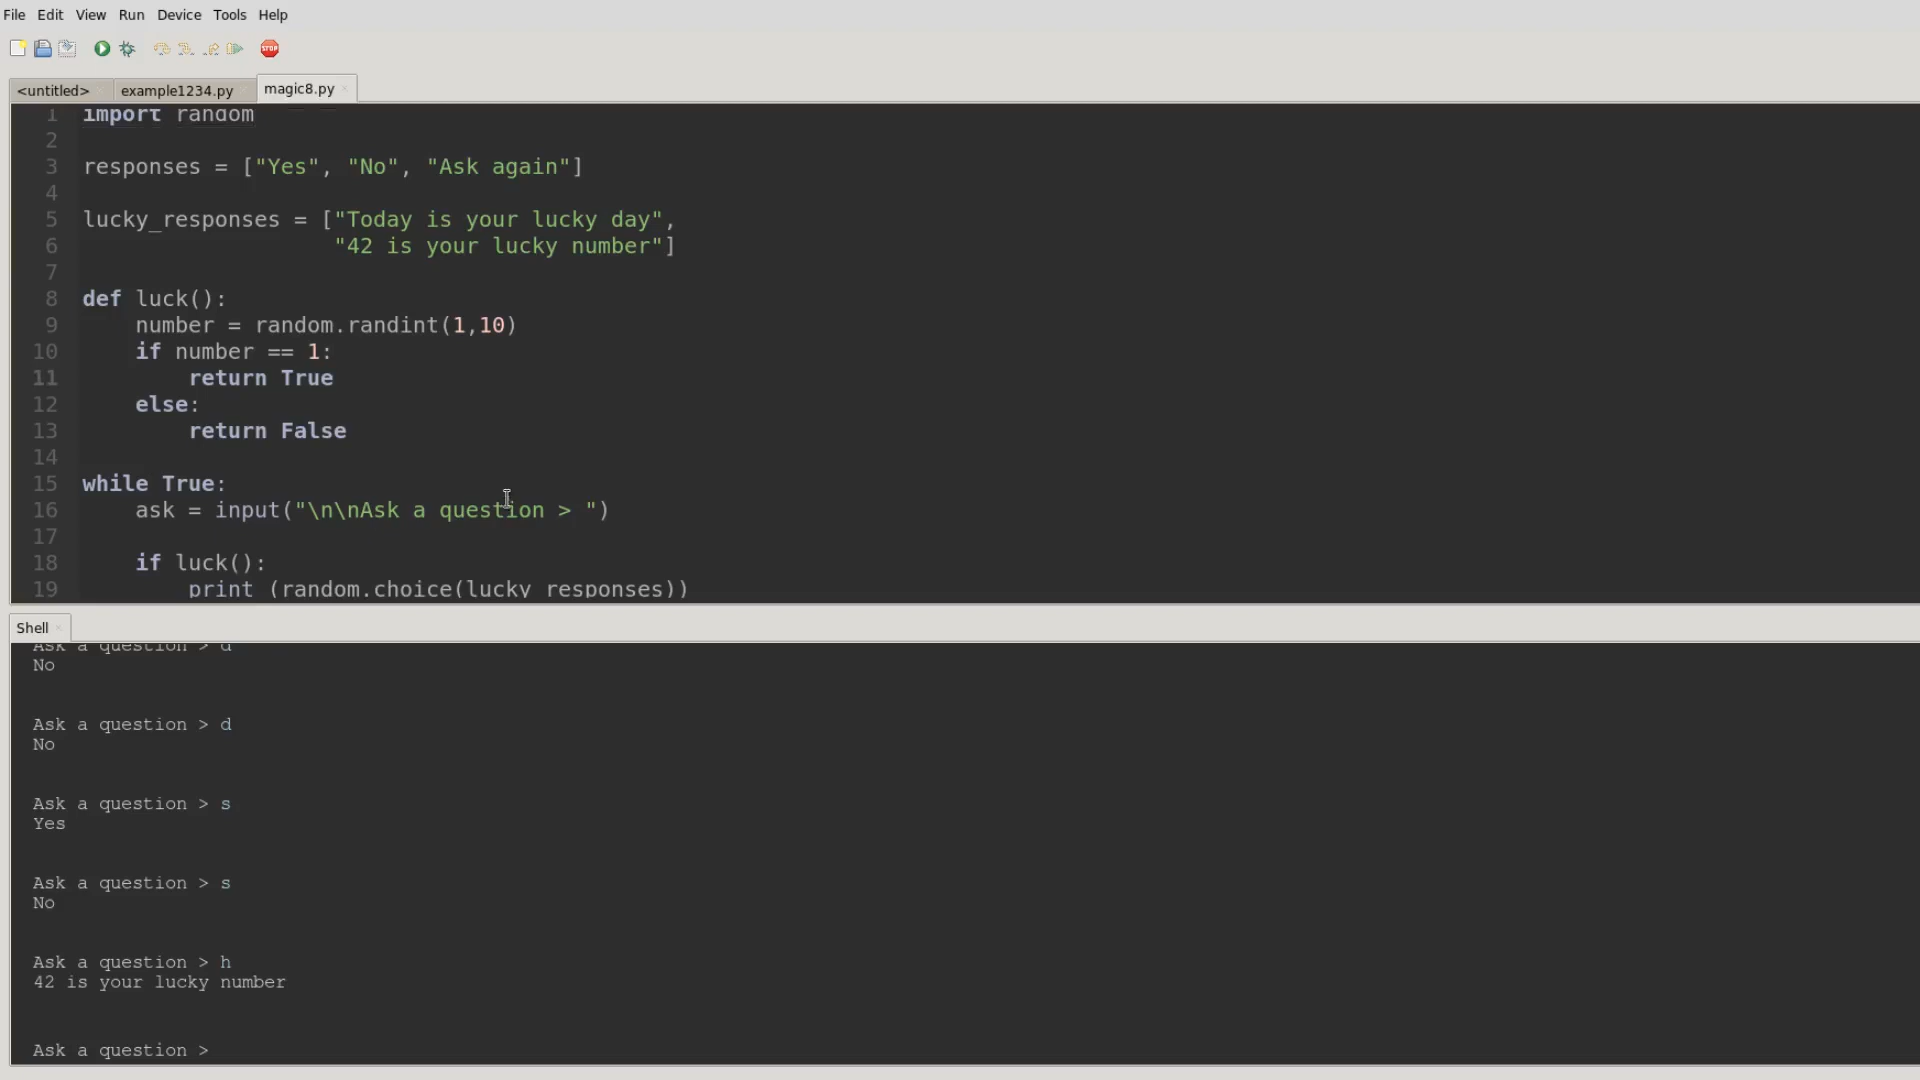 File Edit View Run Device Tools Help
STOP
<untitled> example1234.py magic8.py
1 import random
2
3 responses = ["Yes", "No", "Ask again"]
4
5 lucky_responses = ["Today is your lucky day",
6 "42 is your lucky number"]
7
8 def luck():
9 number = random.randint(1,10)
10 if number == 1:
11 return True
12 else:
13 return False
14
15 while True:
16 ask = input("\n\nAsk a question > ")
17
18 if luck():
19 print (random.choice(lucky_responses))
Shell
Ask a question > d
No
Ask a question > d
No
Ask a question > s
Yes
Ask a question > s
No
Ask a question > h
42 is your lucky number
Ask a question >